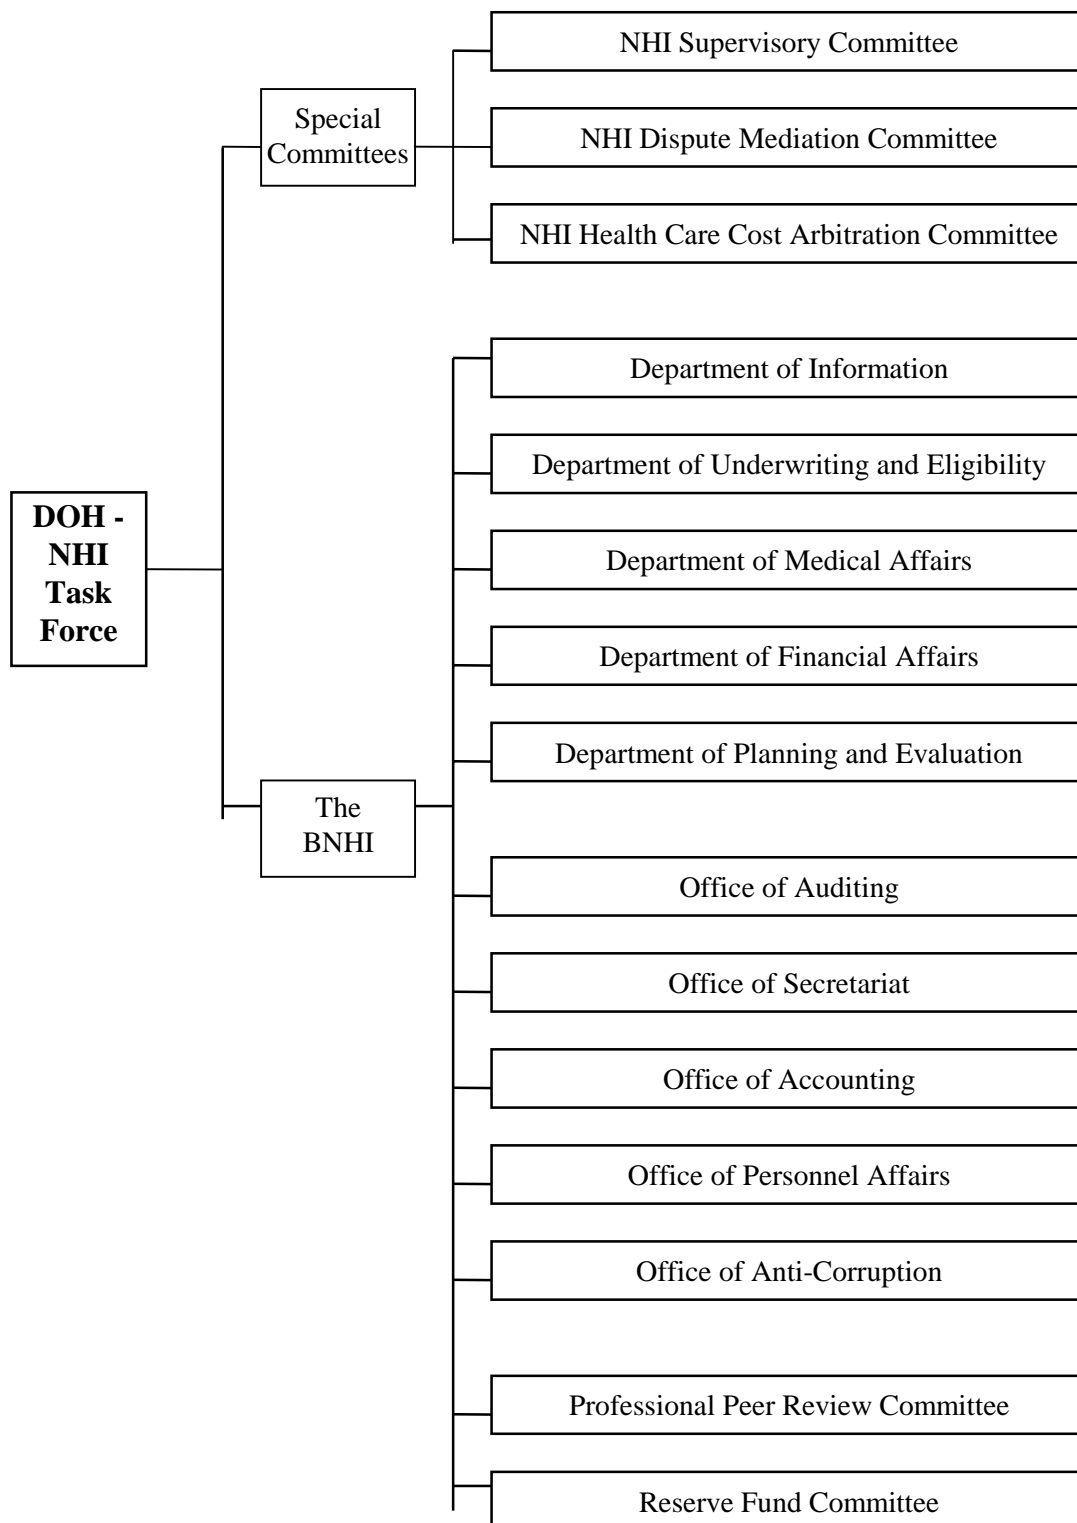 NHI Supervisory Committee
Special
Committees
NHI Dispute Mediation Committee
NHI Health Care Cost Arbitration Committee
Department of Information
Department of Underwriting and Eligibility
DOH -
NHI
Task
Force
Department of Medical Affairs
Department of Financial Affairs
Department of Planning and Evaluation
The
BNHI
Office of Auditing
Office of Secretariat
Office of Accounting
Office of Personnel Affairs
Office of Anti-Corruption
Professional Peer Review Committee
Reserve Fund Committee